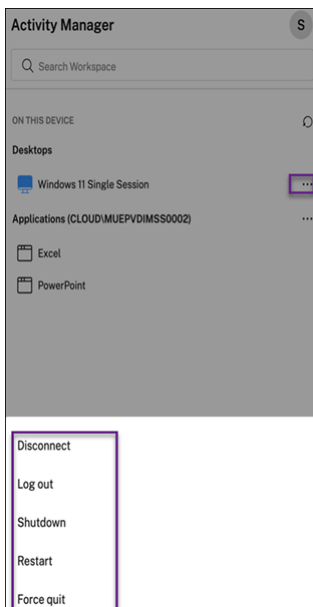 Activity Manager
S
Search Workspace
ON THIS DEVICE
Desktops
Windows 11 Single Session
...
Applications (CLOUD\MUEPVDIMSS0002)
...
Excel
PowerPoint
Disconnect
Log out
Shutdown
Restart
Force quit